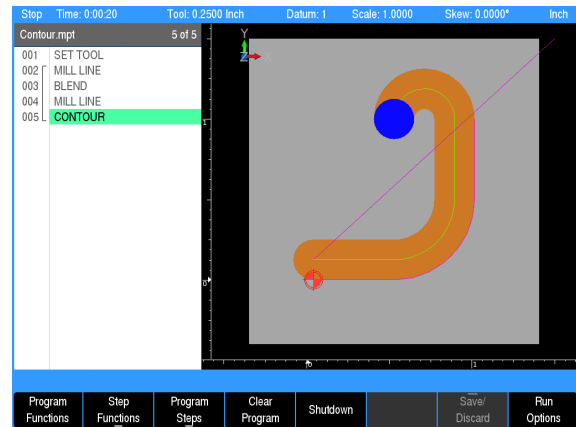 Stop Time: 0:00:20 Tool: 0.2500 Inch Datum: 1 Scale: 1.0000 Skew: 0.0000° Inch
Contour.mpt 5 of 5
001 SET TOOL
002 MILL LINE
003 BLEND
004 MILL LINE
005 CONTOUR
Y
Z X
1
0
0 1
Program Functions
Step Functions
Program Steps
Clear Program
Shutdown
Save/ Discard
Run Options